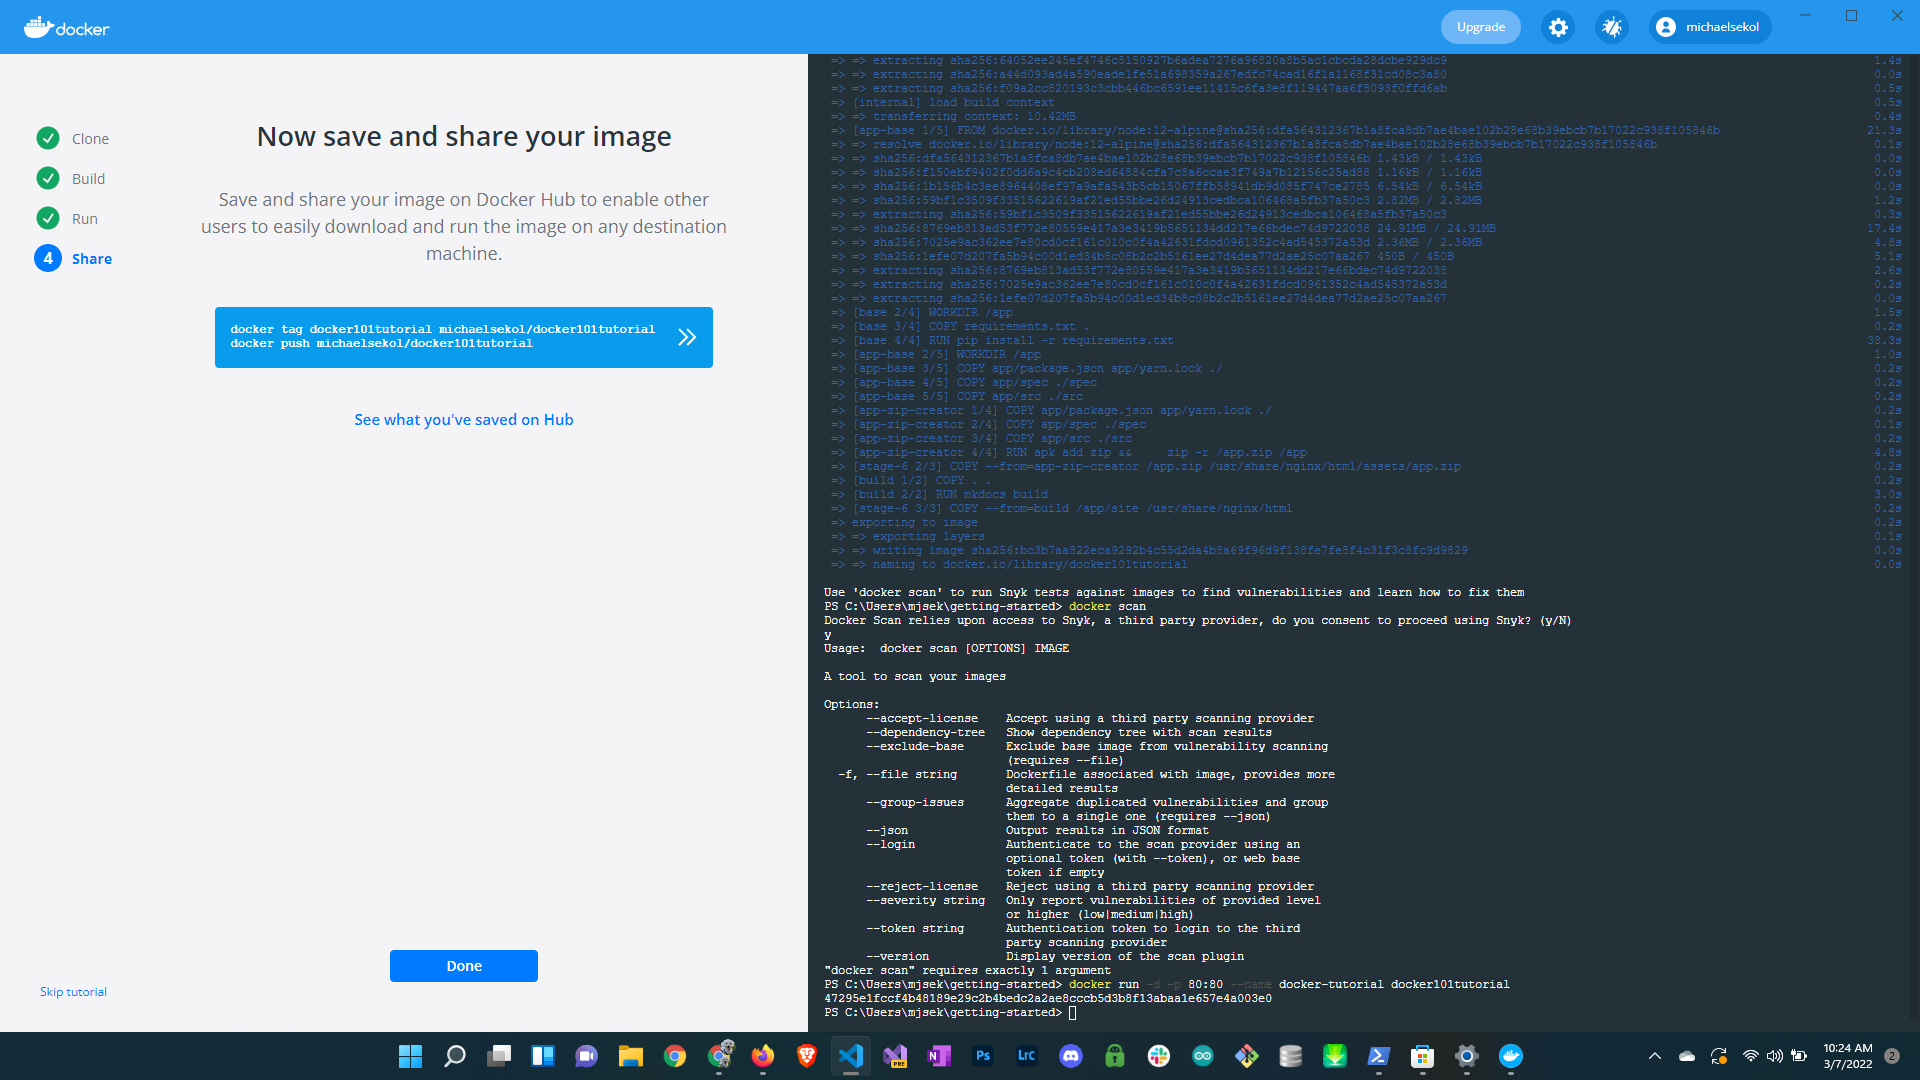 docker
Upgrade
michaelsekol
Clone
Build
Run
4 Share
Now save and share your image
Save and share your image on Docker Hub to enable other
users to easily download and run the image on any destination
machine.
docker tag docker101tutorial michaelsekol/docker101tutorial
docker push michaelsekol/docker101tutorial
See what you've saved on Hub
Done
Skip tutorial
=> => extracting sha256:64052ee245ef4746c5150927b6adea7276a96820a8b5ac1cbcda28dcbe929dc9 1.4s
=> => extracting sha256:a44d093ad4a590eade1fe51a698359a267edfc74cad16f1a1168f31cd08c3a80 0.0s
=> => extracting sha256:f09a2cc820193c3cbb446bc6591ee11415c6fa3e8f119447aa6f8093f0ffd6ab 0.5s
=> [internal] load build context 0.5s
=> => transferring context: 10.42MB 0.4s
=> [app-base 1/5] FROM docker.io/library/node:12-alpine@sha256:dfa564312367b1a8fca8db7ae4bae102b28e68b39ebcb7b17022c938f105846b 21.3s
=> => resolve docker.io/library/node:12-alpine@sha256:dfa564312367b1a8fca8db7ae4bae102b28e68b39ebcb7b17022c938f105846b 0.1s
=> => sha256:dfa564312367b1a8fca8db7ae4bae102b28e68b39ebcb7b17022c938f105846b 1.43kB / 1.43kB 0.0s
=> => sha256:f150ebf9402f0dd6a9c4cb208ed64884cfa7c8a6ccae3f749a7b12156c25ad88 1.16kB / 1.16kB 0.0s
=> => sha256:1b156b4c3ee8964408ef97a9afa543b5cb15067ffb58941db9d085f747ce2785 6.54kB / 6.54kB 0.0s
=> => sha256:59bf1c3509f33515622619af21ed55bbe26d24913cedbca106468a5fb37a50c3 2.82MB / 2.82MB 1.2s
=> => extracting sha256:59bf1c3509f33515622619af21ed55bbe26d24913cedbca106468a5fb37a50c3 0.3s
=> => sha256:8769eb813ad53f772e80559e417a3e3419b5651134dd217e66bdec74d9722038 24.91MB / 24.91MB 17.4s
=> => sha256:7025e9ac362ee7e80cd0cf161c010c0f4a42631fdcd0961352c4ad545372a53d 2.36MB / 2.36MB 4.8s
=> => sha256:1efe07d207fa5b94c00d1ed34b8c08b2c2b5161ee27d4dea77d2ae25c07aa267 450B / 450B 5.1s
=> => extracting sha256:8769eb813ad53f772e80559e417a3e3419b5651134dd217e66bdec74d9722038 2.6s
=> => extracting sha256:7025e9ac362ee7e80cd0cf161c010c0f4a42631fdcd0961352c4ad545372a53d 0.2s
=> => extracting sha256:1efe07d207fa5b94c00d1ed34b8c08b2c2b5161ee27d4dea77d2ae25c07aa267 0.0s
=> [base 2/4] WORKDIR /app 1.5s
=> [base 3/4] COPY requirements.txt . 0.2s
=> [base 4/4] RUN pip install -r requirements.txt 38.3s
=> [app-base 2/5] WORKDIR /app 1.0s
=> [app-base 3/5] COPY app/package.json app/yarn.lock ./ 0.2s
=> [app-base 4/5] COPY app/spec ./spec 0.2s
=> [app-base 5/5] COPY app/src ./src 0.2s
=> [app-zip-creator 1/4] COPY app/package.json app/yarn.lock ./ 0.2s
=> [app-zip-creator 2/4] COPY app/spec ./spec 0.1s
=> [app-zip-creator 3/4] COPY app/src ./src 0.2s
=> [app-zip-creator 4/4] RUN apk add zip &&     zip -r /app.zip /app 4.8s
=> [stage-6 2/3] COPY --from=app-zip-creator /app.zip /usr/share/nginx/html/assets/app.zip 0.2s
=> [build 1/2] COPY . . 0.2s
=> [build 2/2] RUN mkdocs build 3.0s
=> [stage-6 3/3] COPY --from=build /app/site /usr/share/nginx/html 0.2s
=> exporting to image 0.2s
=> => exporting layers 0.1s
=> => writing image sha256:bc3b7aa822eca9292b4c55d2da4b8a69f96d9f138fe7fe8f4c31f3c8fc9d9829 0.0s
=> => naming to docker.io/library/docker101tutorial 0.0s
Use 'docker scan' to run Snyk tests against images to find vulnerabilities and learn how to fix them
PS C:\Users\mjsek\getting-started> docker scan
Docker Scan relies upon access to Snyk, a third party provider, do you consent to proceed using Snyk? (y/N)
y
Usage:  docker scan [OPTIONS] IMAGE
A tool to scan your images
Options:
--accept-license Accept using a third party scanning provider
--dependency-tree Show dependency tree with scan results
--exclude-base Exclude base image from vulnerability scanning
(requires --file)
-f, --file string Dockerfile associated with image, provides more
detailed results
--group-issues Aggregate duplicated vulnerabilities and group
them to a single one (requires --json)
--json Output results in JSON format
--login Authenticate to the scan provider using an
optional token (with --token), or web base
token if empty
--reject-license Reject using a third party scanning provider
--severity string Only report vulnerabilities of provided level
or higher (low|medium|high)
--token string Authentication token to login to the third
party scanning provider
--version Display version of the scan plugin
"docker scan" requires exactly 1 argument
PS C:\Users\mjsek\getting-started> docker run -d -p 80:80 --name docker-tutorial docker101tutorial
47295e1fccf4b48189e29c2b4bedc2a2ae8cccb5d3b8f13abaa1e657e4a003e0
PS C:\Users\mjsek\getting-started>
PRE
N
Ps
LrC
10:24 AM
3/7/2022
2